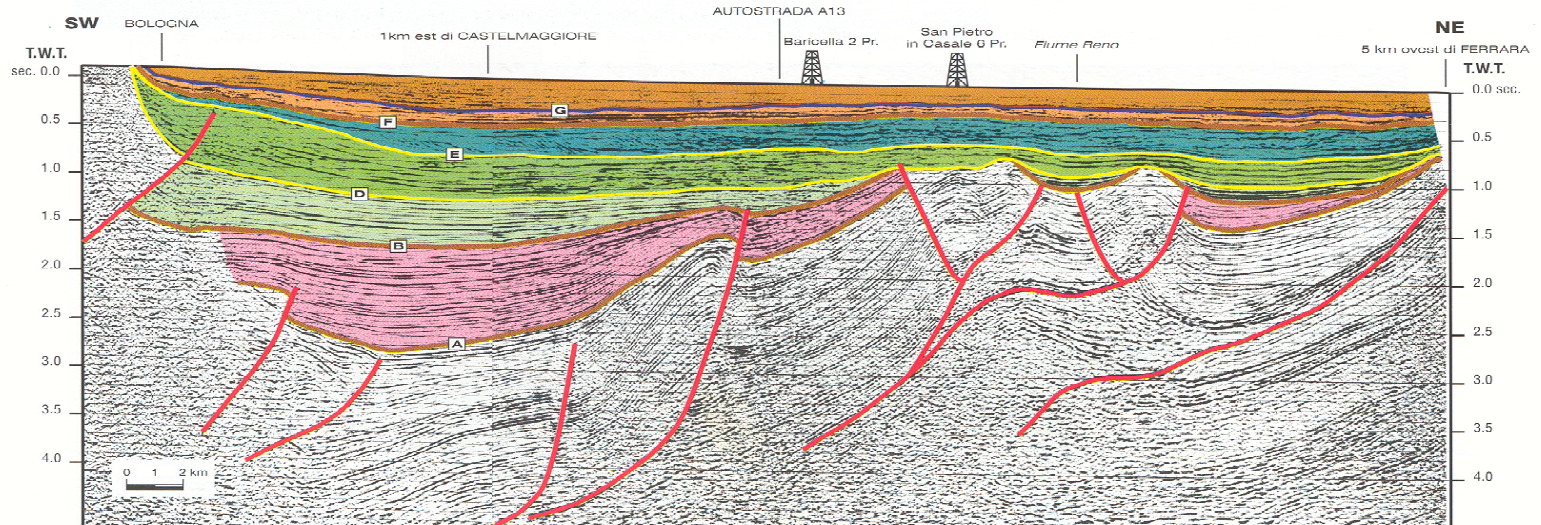 SW
BOLOGNA
1km est di CASTELMAGGIORE
AUTOSTRADA A13
Baricella 2 Pr.
San Pietro
in Casale 6 Pr.
Fiume Reno
NE
5 km ovest di FERRARA
T.W.T.
sec. 0.0
0.5
1.0
1.5
2.0
2.5
3.0
3.5
4.0
T.W.T.
0.0 sec.
0.5
1.0
1.5
2.0
2.5
3.0
3.5
4.0
G
F
E
D
B
A
0 1 2 km